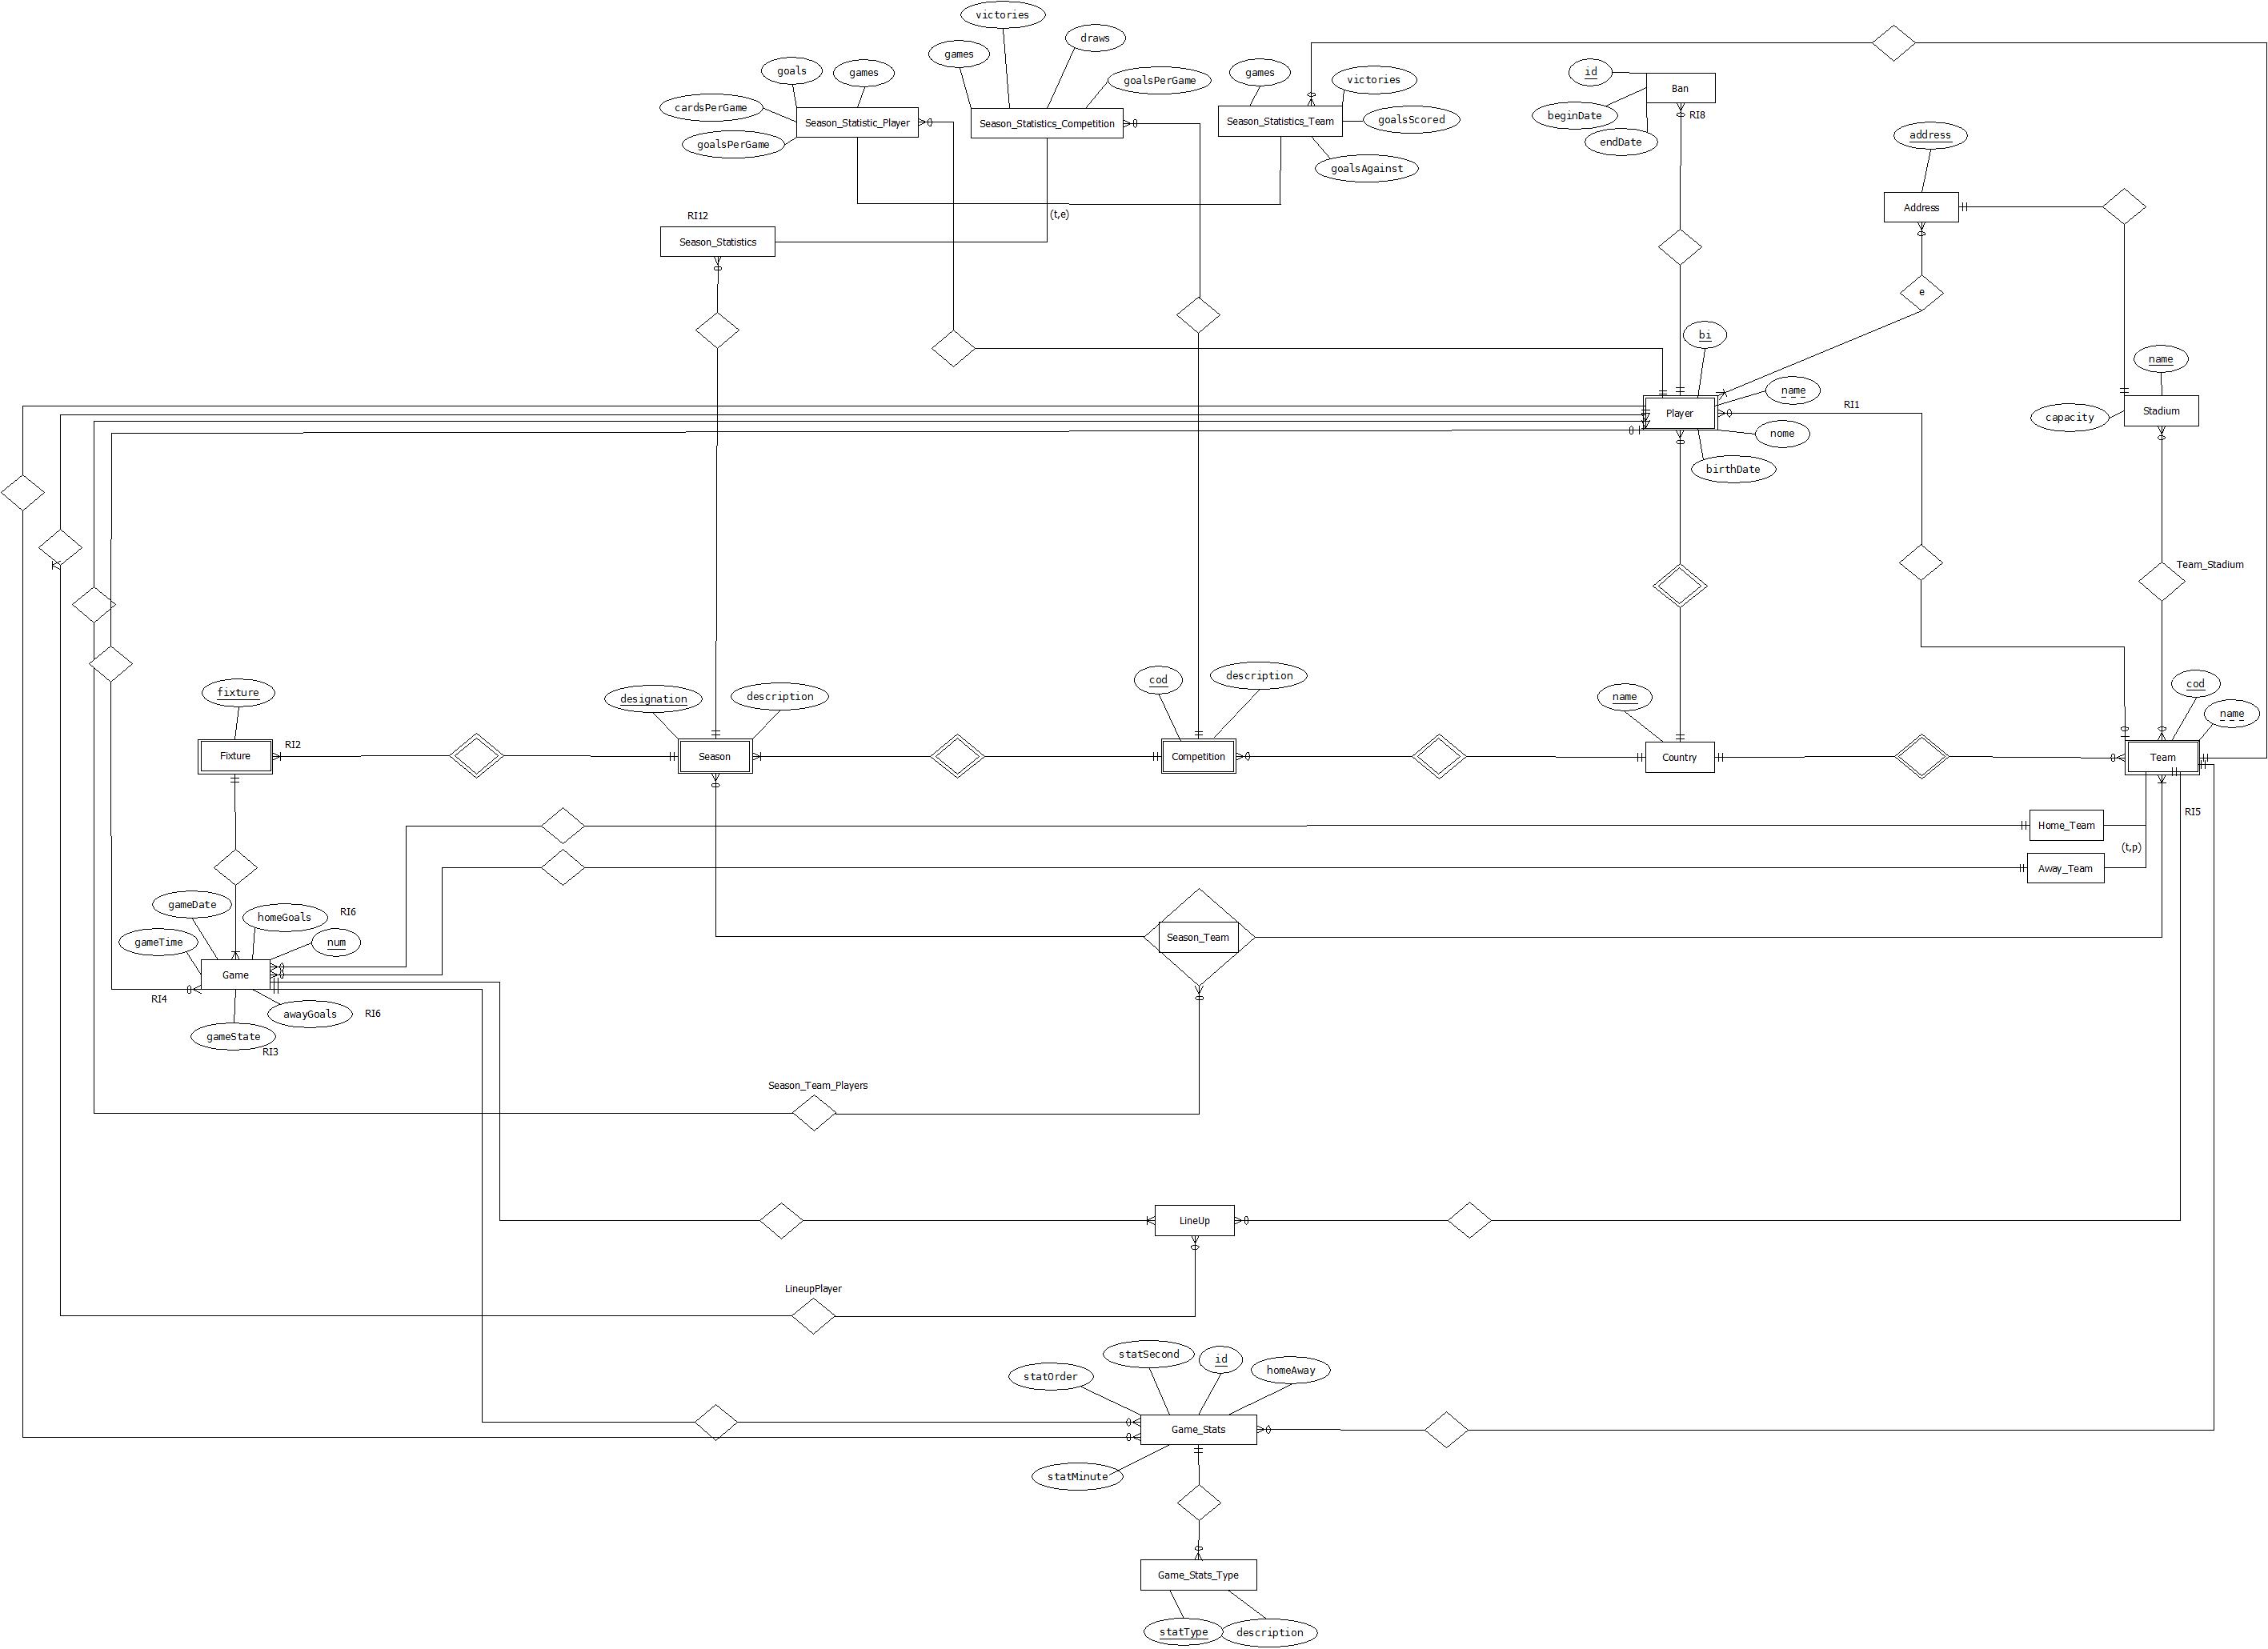 victories
draws
games
goalsPerGame
goals
games
cardsPerGame
goalsPerGame
Season_Statistic_Player
Season_Statistics_Competition
games
victories
Season_Statistics_Team
goalsScored
goalsAgainst
id
Ban
beginDate
RI8
endDate
address
Address
RI12
(t,e)
Season_Statistics
e
bi
name
name
RI1
Player
capacity
Stadium
nome
birthDate
Team_Stadium
fixture
designation
description
cod
description
name
cod
name
Fixture
RI2
Season
Competition
Country
Team
RI5
Home_Team
(t,p)
Away_Team
gameDate
homeGoals
RI6
gameTime
num
Season_Team
Game
RI4
awayGoals
RI6
gameState
RI3
Season_Team_Players
LineUp
LineupPlayer
statSecond
id
homeAway
statOrder
Game_Stats
statMinute
Game_Stats_Type
statType
description